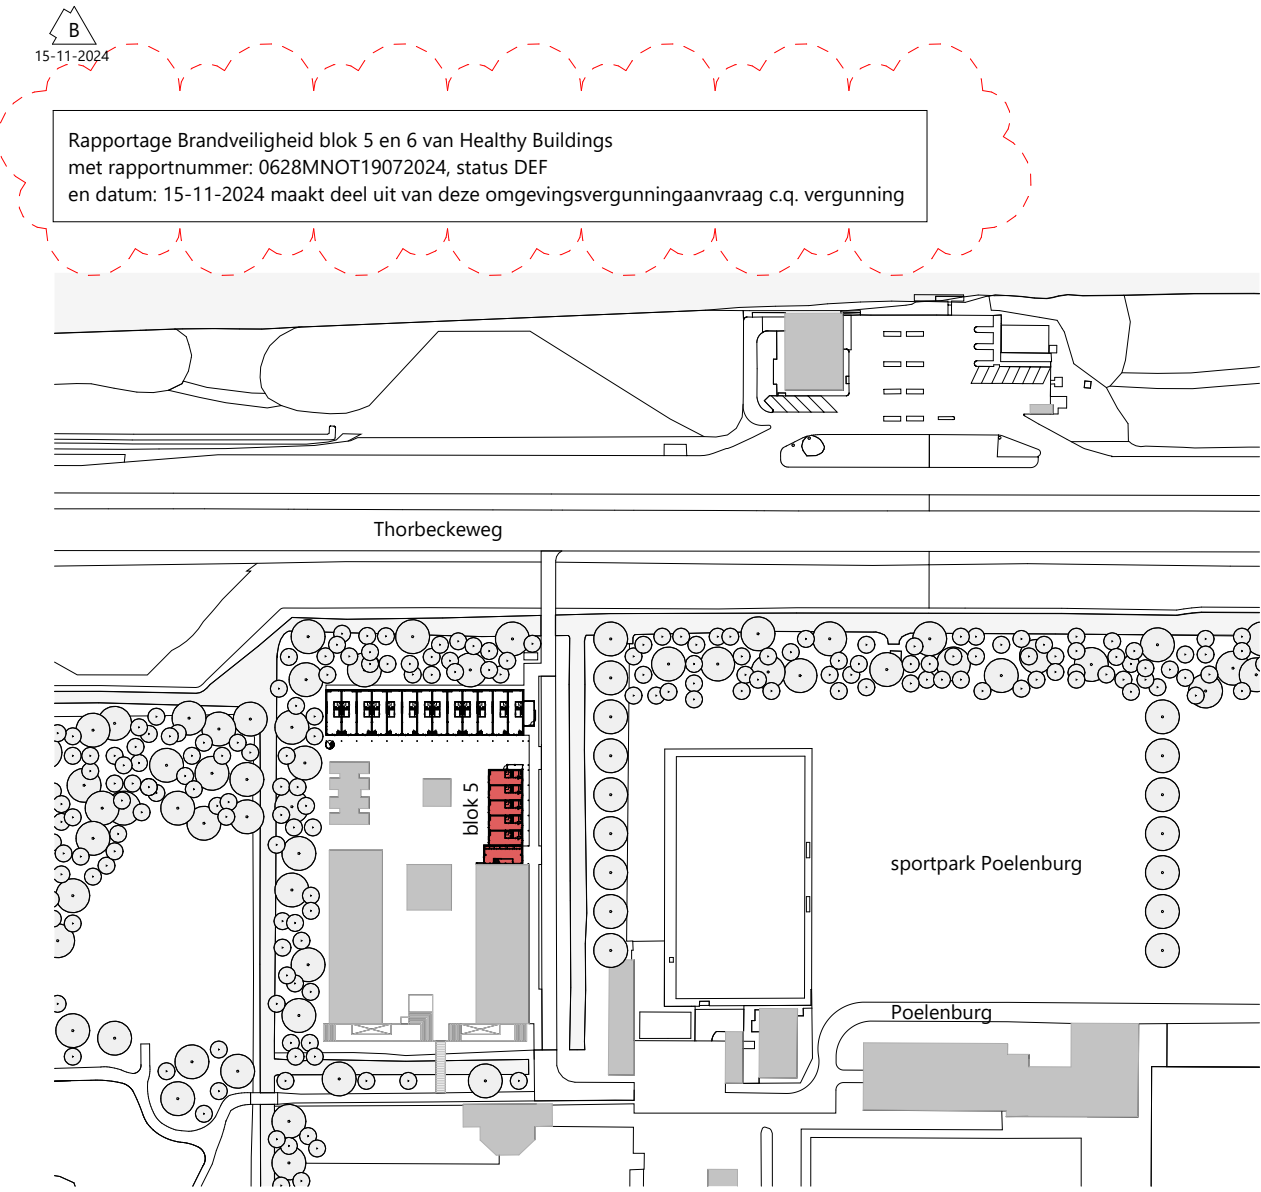 B
15-11-2024
Rapportage Brandveiligheid blok 5 en 6 van Healthy Buildings
met rapportnummer: 0628MNOT19072024, status DEF
en datum: 15-11-2024 maakt deel uit van deze omgevingsvergunningaanvraag c.q. vergunning
Thorbeckeweg
blok 5
sportpark Poelenburg
Poelenburg